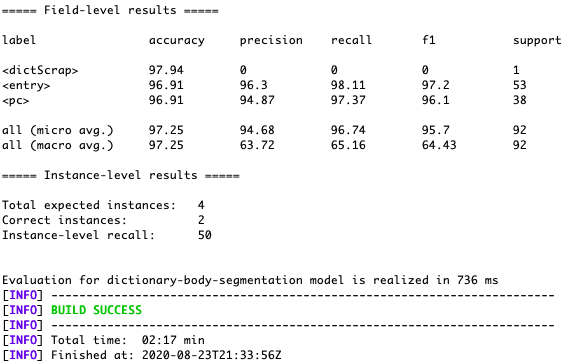 ===== Field-level results =====
label accuracy precision recall f1 support
<dictScrap> 97.94 0 0 0 1
<entry> 96.91 96.3 98.11 97.2 53
<pc> 96.91 94.87 97.37 96.1 38
all (micro avg.) 97.25 94.68 96.74 95.7 92
all (macro avg.) 97.25 63.72 65.16 64.43 92
===== Instance-level results =====
Total expected instances: 4
Correct instances: 2
Instance-level recall: 50
Evaluation for dictionary-body-segmentation model is realized in 736 ms
[INFO] ------------------------------------------------------------------------
[INFO] BUILD SUCCESS
[INFO] ------------------------------------------------------------------------
[INFO] Total time: 02:17 min
[INFO] Finished at: 2020-08-23T21:33:56Z